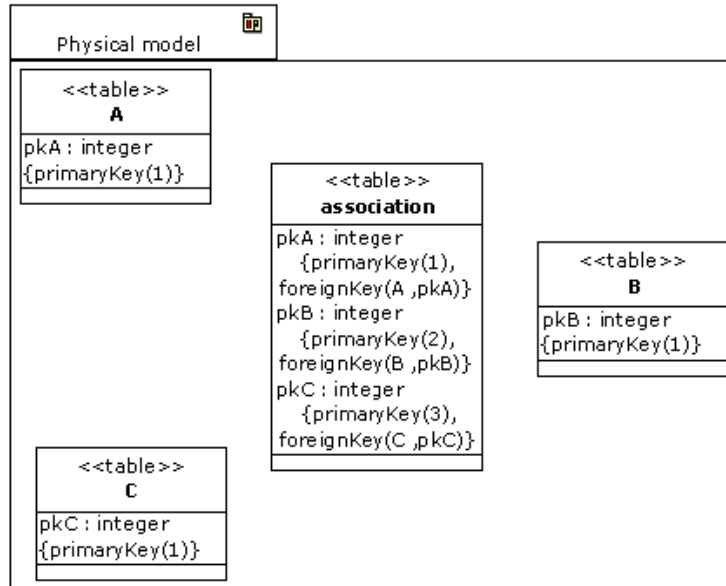 Physical model
<<table>>
A
pkA : integer
{primaryKey(1)}
<<table>>
association
pkA : integer
{primaryKey(1),
foreignKey(A ,pkA)}
pkB : integer
{primaryKey(2),
foreignKey(B ,pkB)}
pkC : integer
{primaryKey(3),
foreignKey(C ,pkC)}
<<table>>
B
pkB : integer
{primaryKey(1)}
<<table>>
C
pkC : integer
{primaryKey(1)}